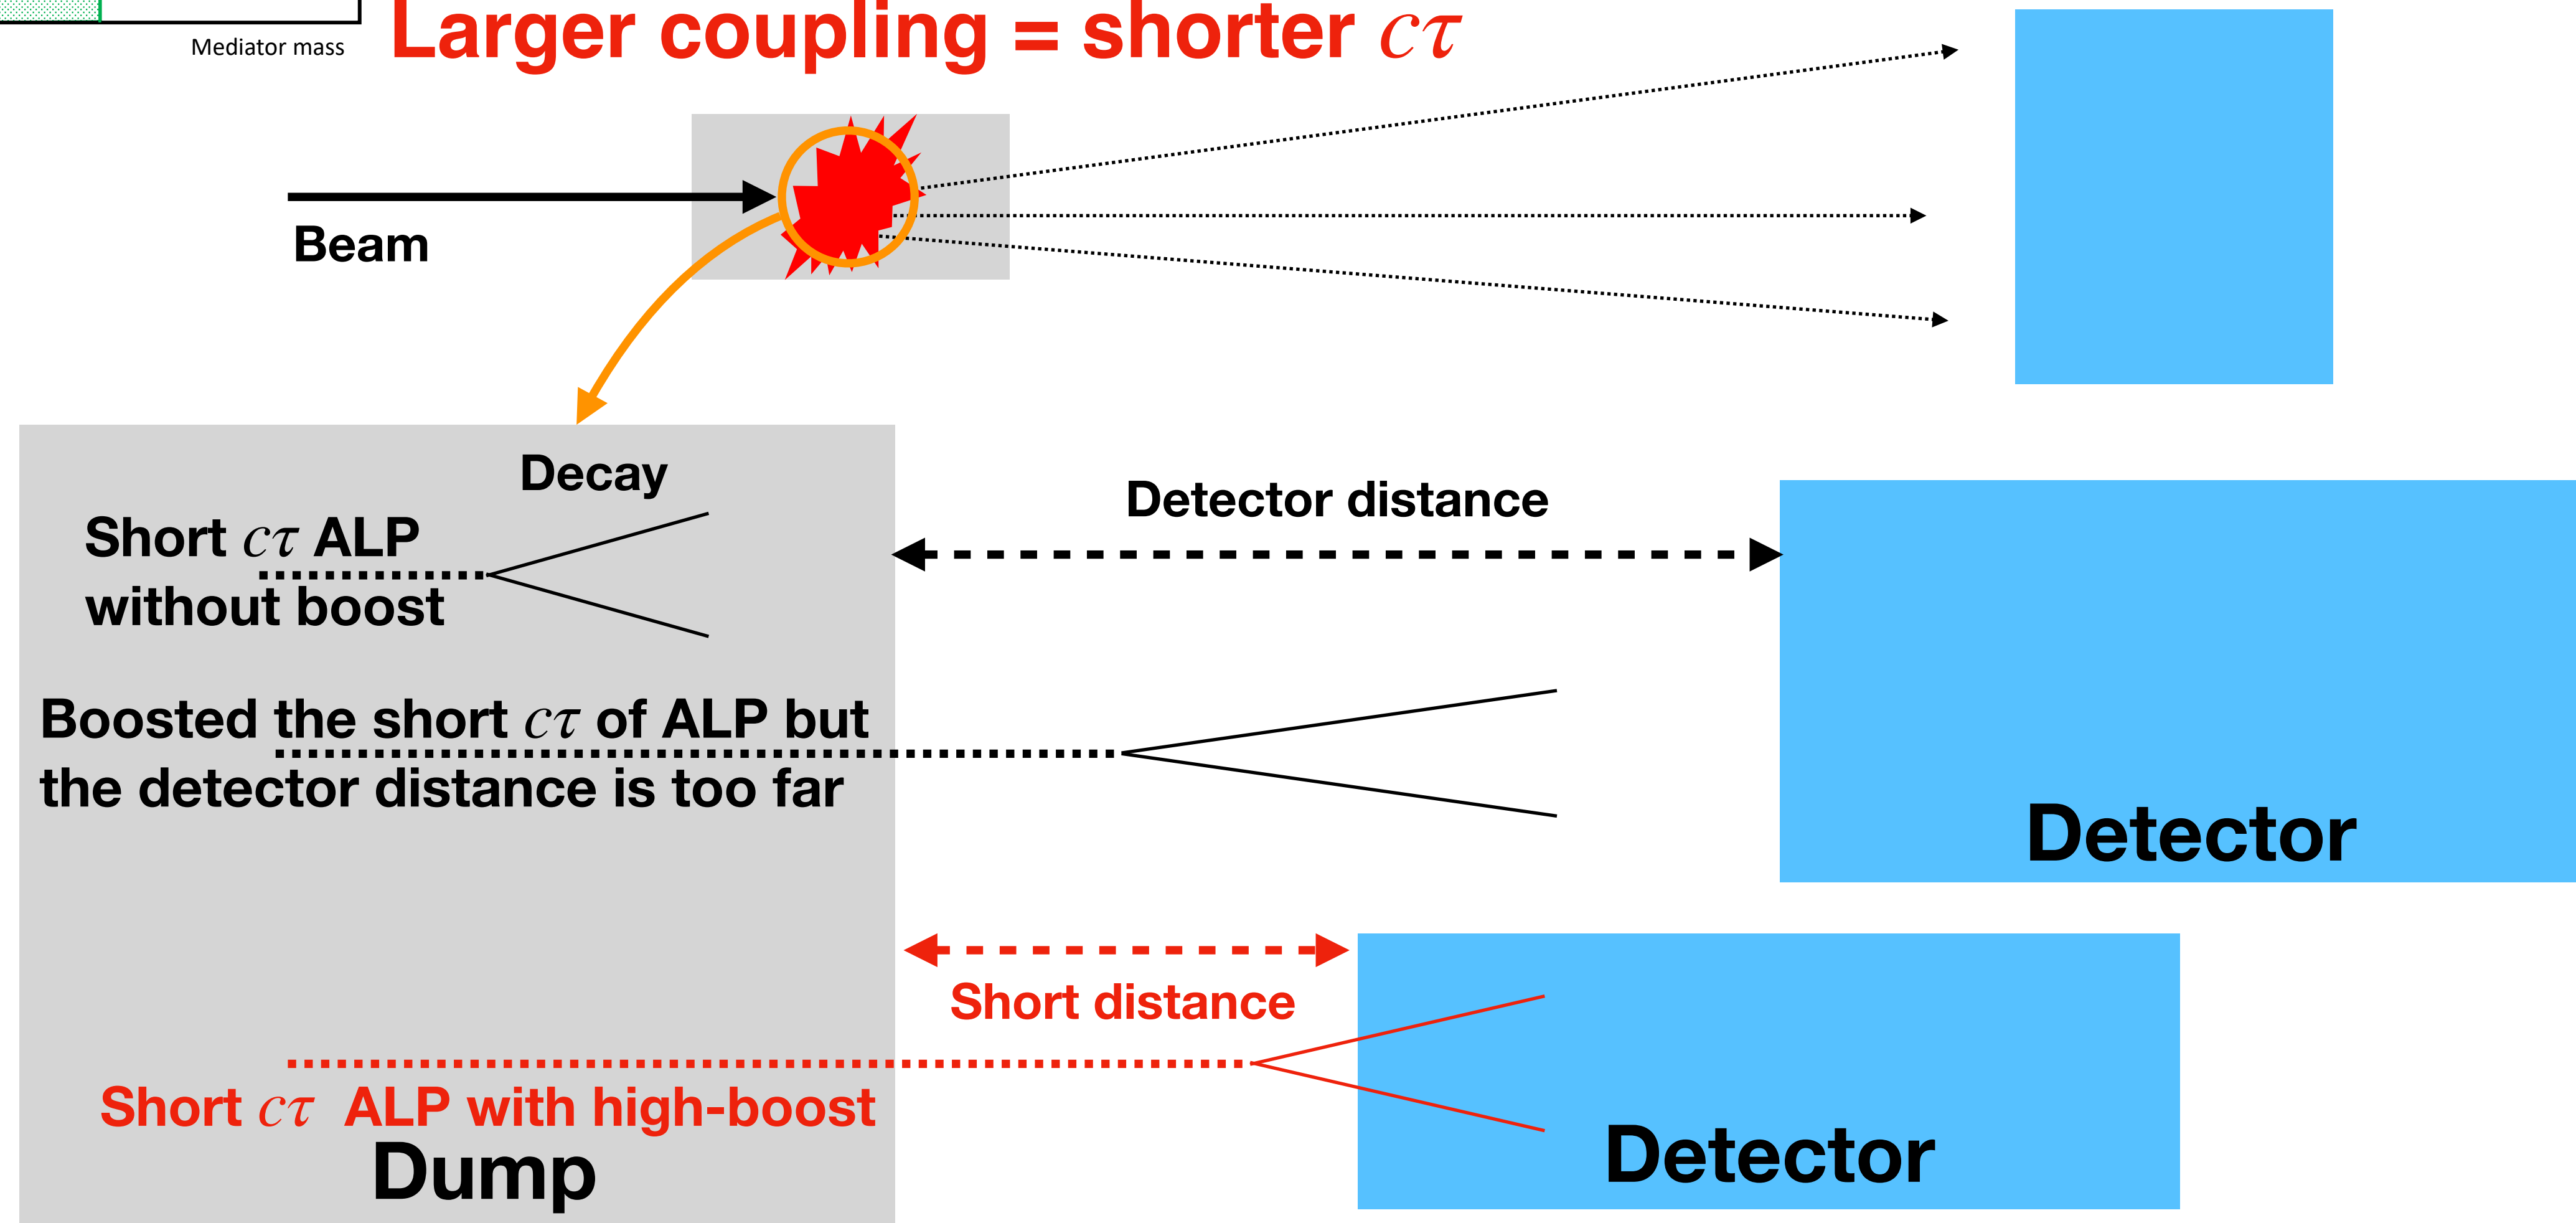 Larger coupling = shorter cτ
Mediator mass
Beam
Decay
Short cτ ALP
without boost
Detector distance
Boosted the short cτ of ALP but
the detector distance is too far
Detector
Short distance
Short cτ ALP with high-boost
Dump
Detector